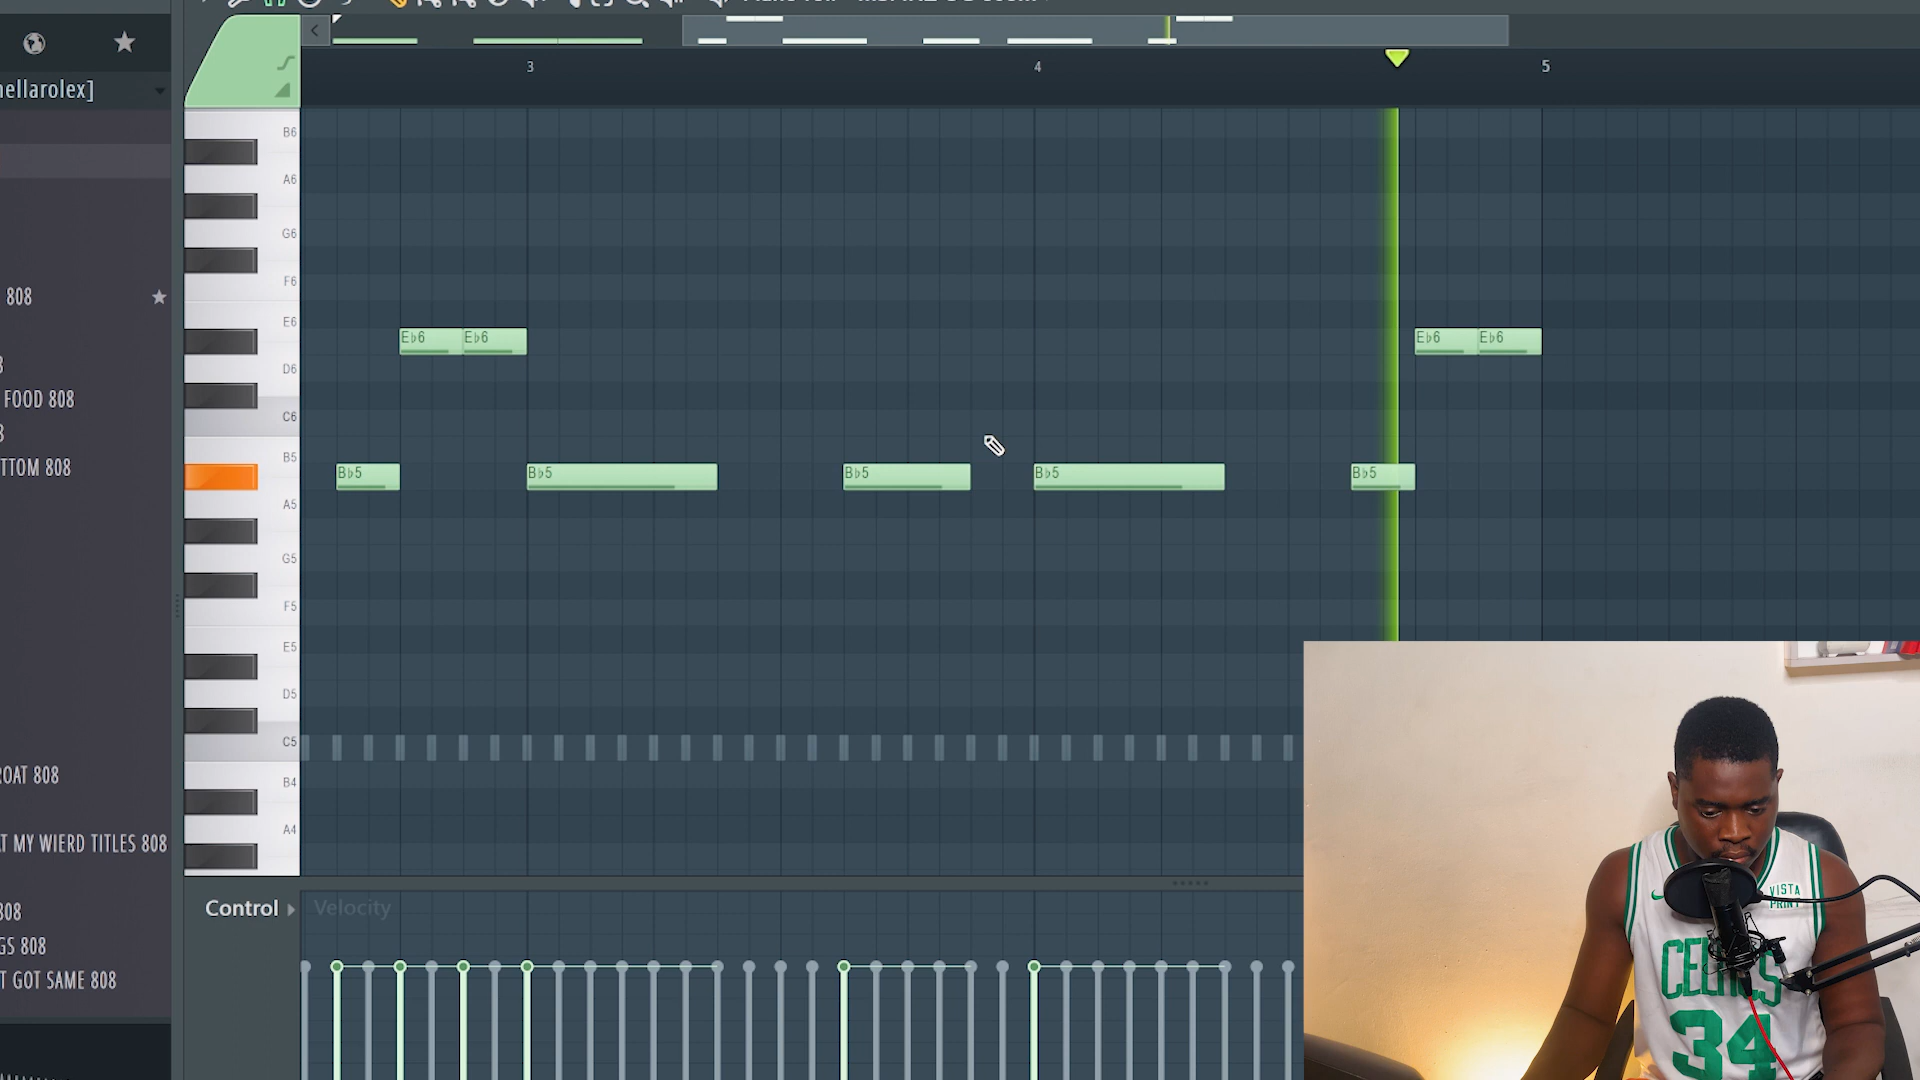 nellarolex]
3
4
5
B6
A6
G6
F6
808
E6
E♭6 E♭6
E♭6 E♭6
D6
FOOD 808
C6
B5
TTOM 808
B♭5
B♭5
B♭5
B♭5
B♭5
A5
G5
F5
E5
D5
C5
ROAT 808
B4
A4
T MY WIERD TITLES 808
Control
Velocity
808
GS 808
T GOT SAME 808
VISTA
PRINT
CELTICS
34